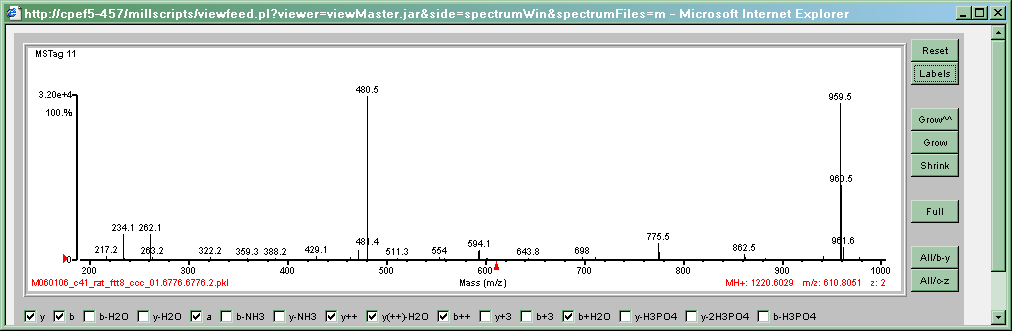 http://cpef5-457/millscripts/viewfeed.pl?viewer=viewMaster.jar&side=spectrumWin&spectrumFiles=m - Microsoft Internet Explorer
MSTag 11
Reset
Labels
3.20e+4
100.%
480.5
959.5
Grow^^
Grow
Shrink
960.5
Full
234.1 262.1
217.2 263.2 322.2 359.3 388.2 429.1 481.4 511.3 554 594.1 643.8 698 775.5 862.5 961.6
0
200 300 400 500 600 700 800 900 1000
All/b-y
All/c-z
M060106_c41_rat_ftt8_ccc_01.6776.6776.2.pkl Mass (m/z) MH+: 1220.6029 m/z: 610.8051 z: 2
y b b-H2O y-H2O a b-NH3 y-NH3 y++ y(++)-H2O b++ y+3 b+3 b+H2O y-H3PO4 y-2H3PO4 b-H3PO4